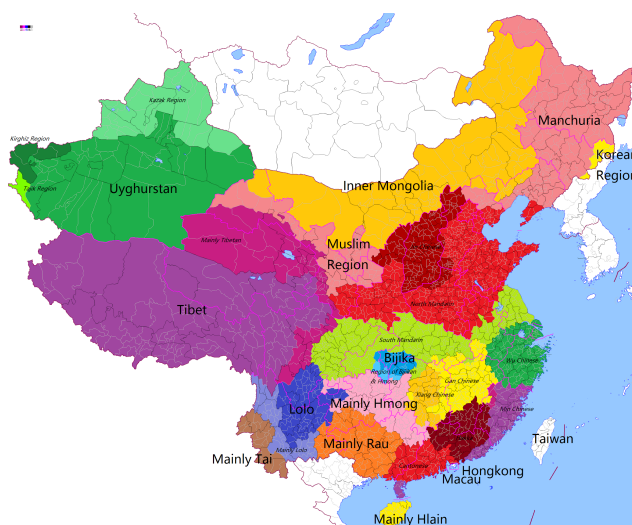 Kazak Region
Manchuria
Kirghiz Region
Korean
Region
Tajik Region
Uyghurstan
Inner Mongolia
Mainly Tibetan
Muslim
Region
Tibet
North Mandarin
South Mandarin
Bijika
Wu Chinese
& Hmong
Gan Chinese
Xiang Chinese
Lolo
Mainly Hmong
Min Chinese
Mainly Rau
Taiwan
Mainly Lolo
Mainly Tai
Cantonese
Hongkong
Macau
Mainly Hlain